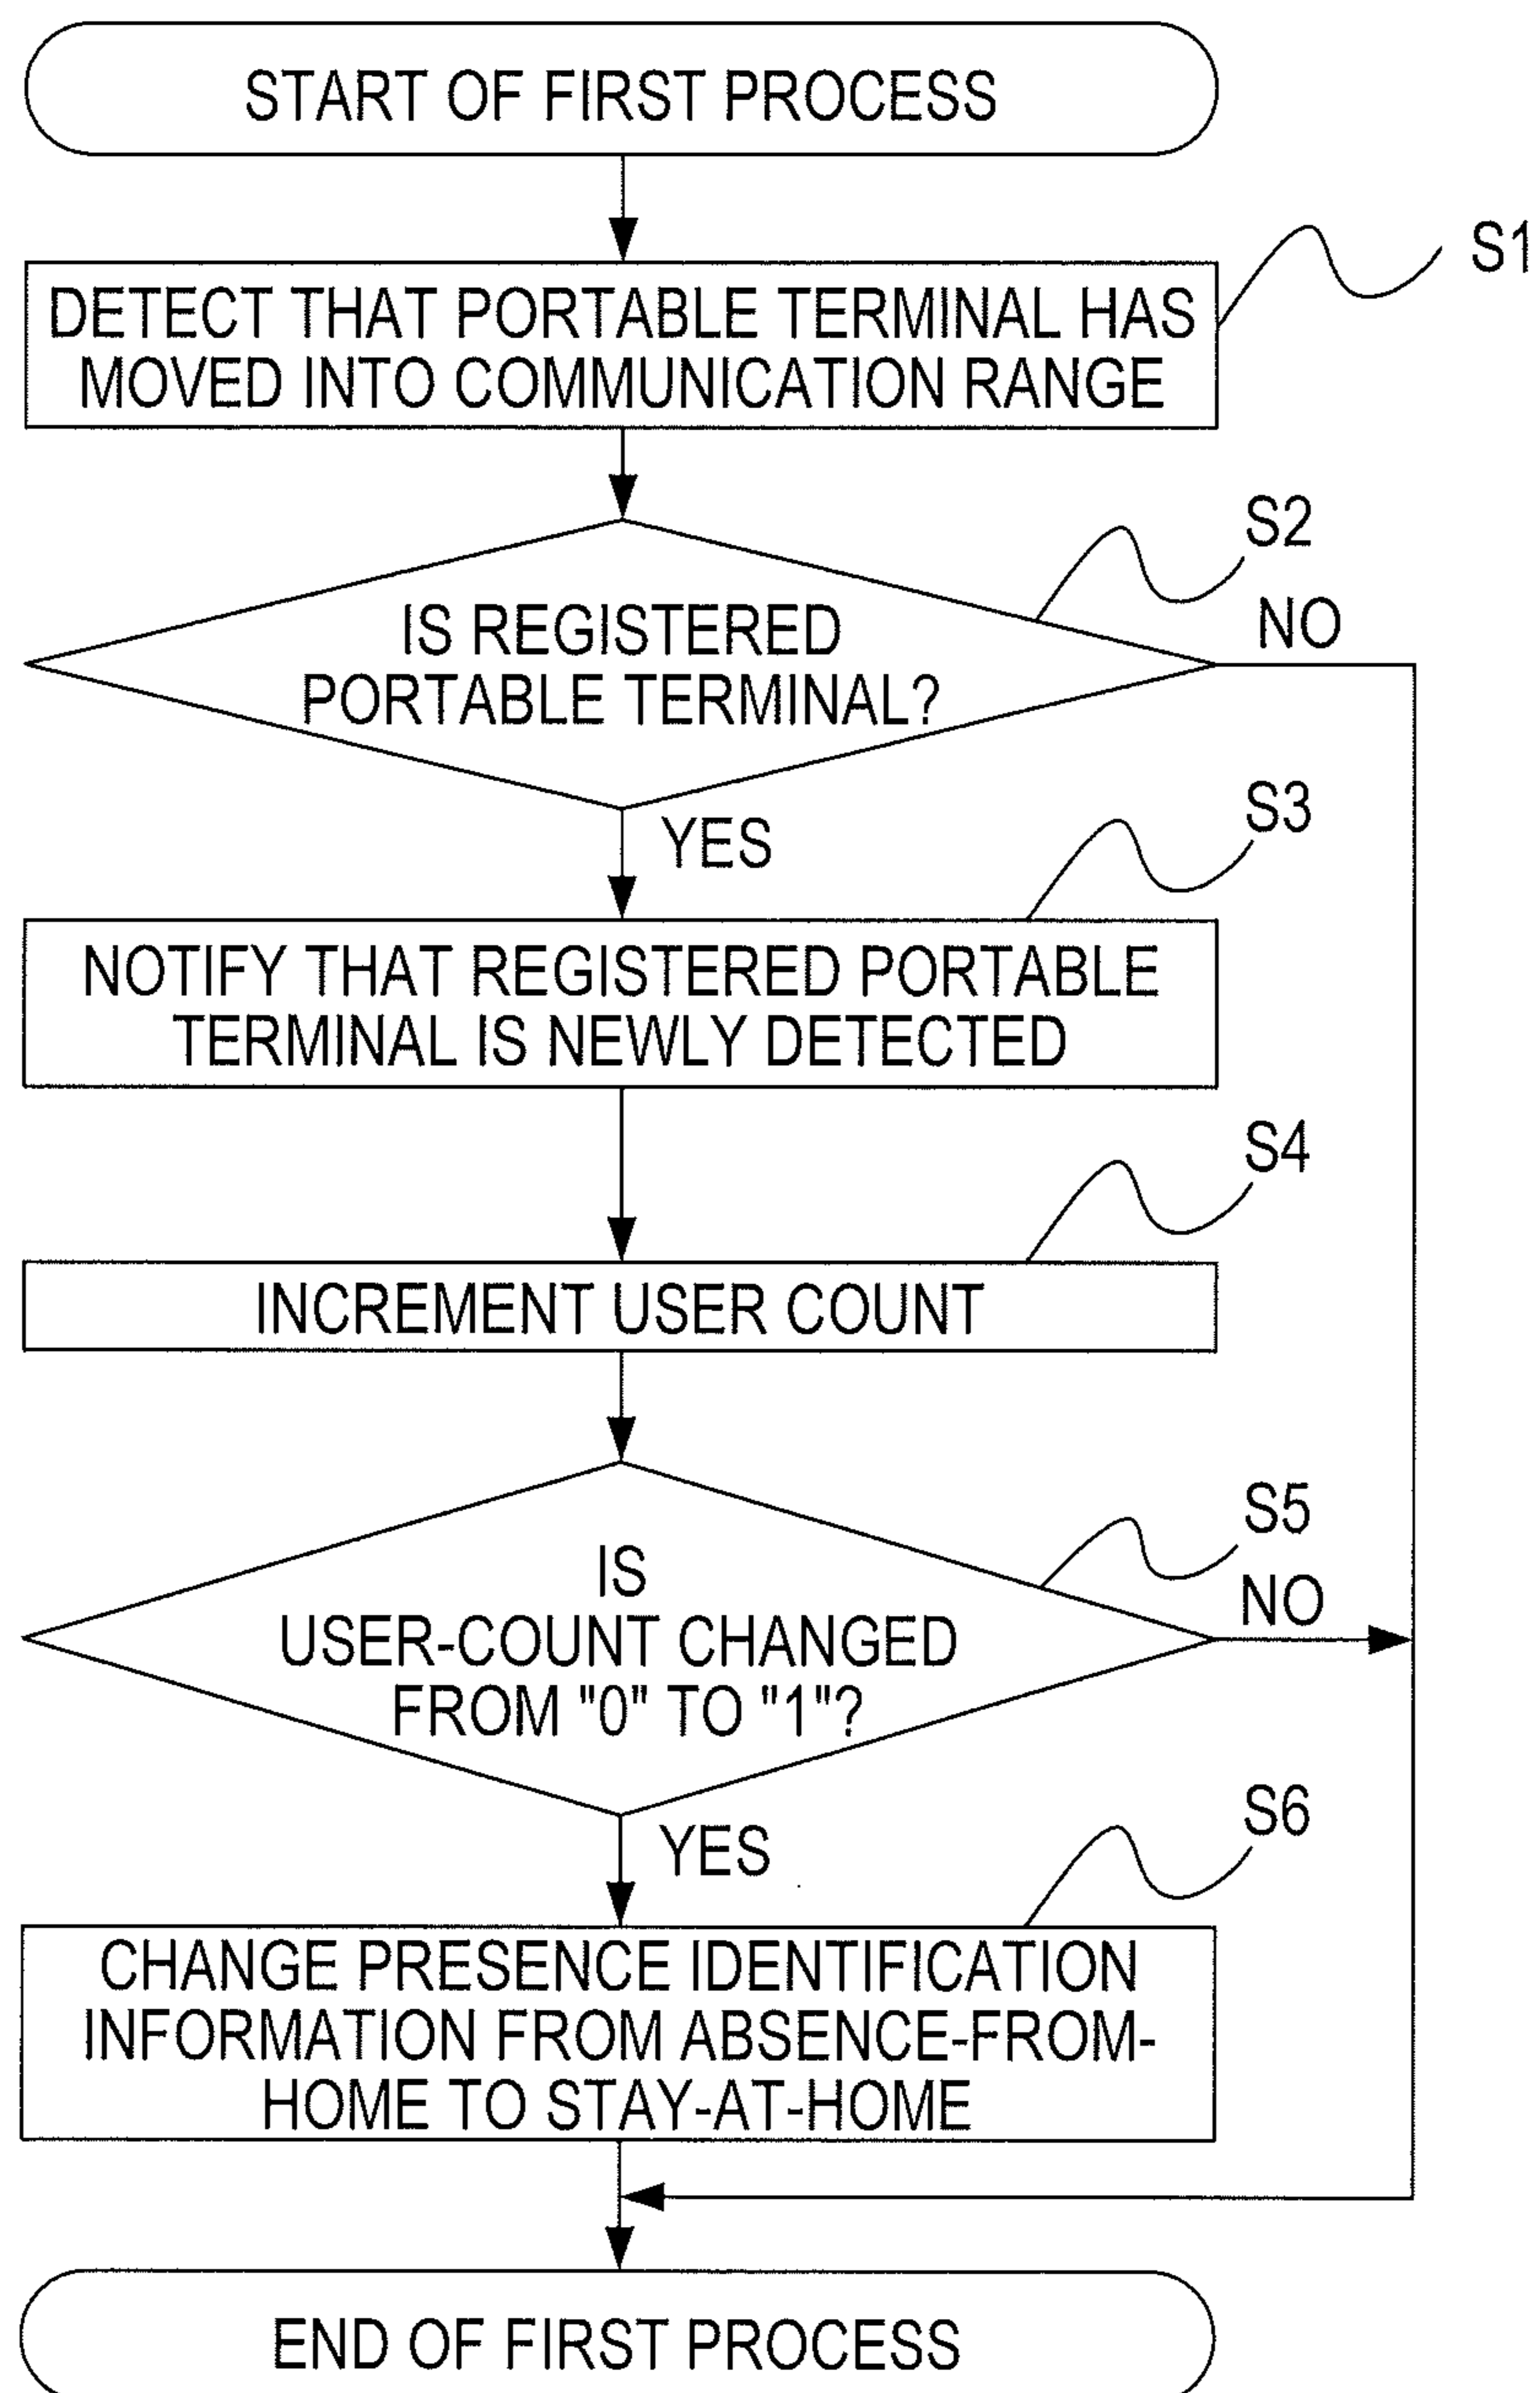 START OF FIRST PROCESS
S1
DETECT THAT PORTABLE TERMINAL HAS
MOVED INTO COMMUNICATION RANGE
S2
IS REGISTERED
PORTABLE TERMINAL?
NO
YES
S3
NOTIFY THAT REGISTERED PORTABLE
TERMINAL IS NEWLY DETECTED
S4
INCREMENT USER COUNT
S5
IS
USER-COUNT CHANGED
FROM "0" TO "1"?
NO
YES
S6
CHANGE PRESENCE IDENTIFICATION
INFORMATION FROM ABSENCE-FROM-
HOME TO STAY-AT-HOME
END OF FIRST PROCESS